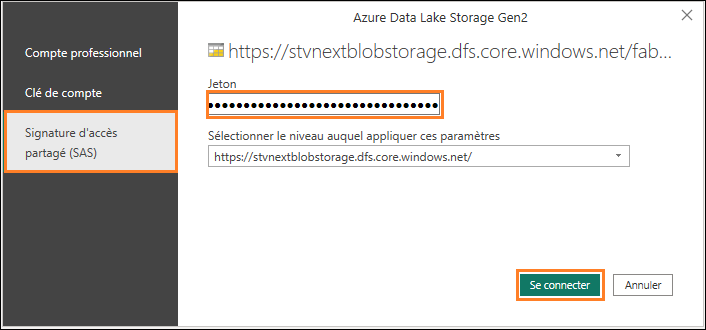 Azure Data Lake Storage Gen2
Compte professionnel
Clé de compte
Signature d'accès
partagé (SAS)
https://stvnextblobstorage.dfs.core.windows.net/fab...
Jeton
Sélectionner le niveau auquel appliquer ces paramètres
https://stvnextblobstorage.dfs.core.windows.net/
Se connecter
Annuler